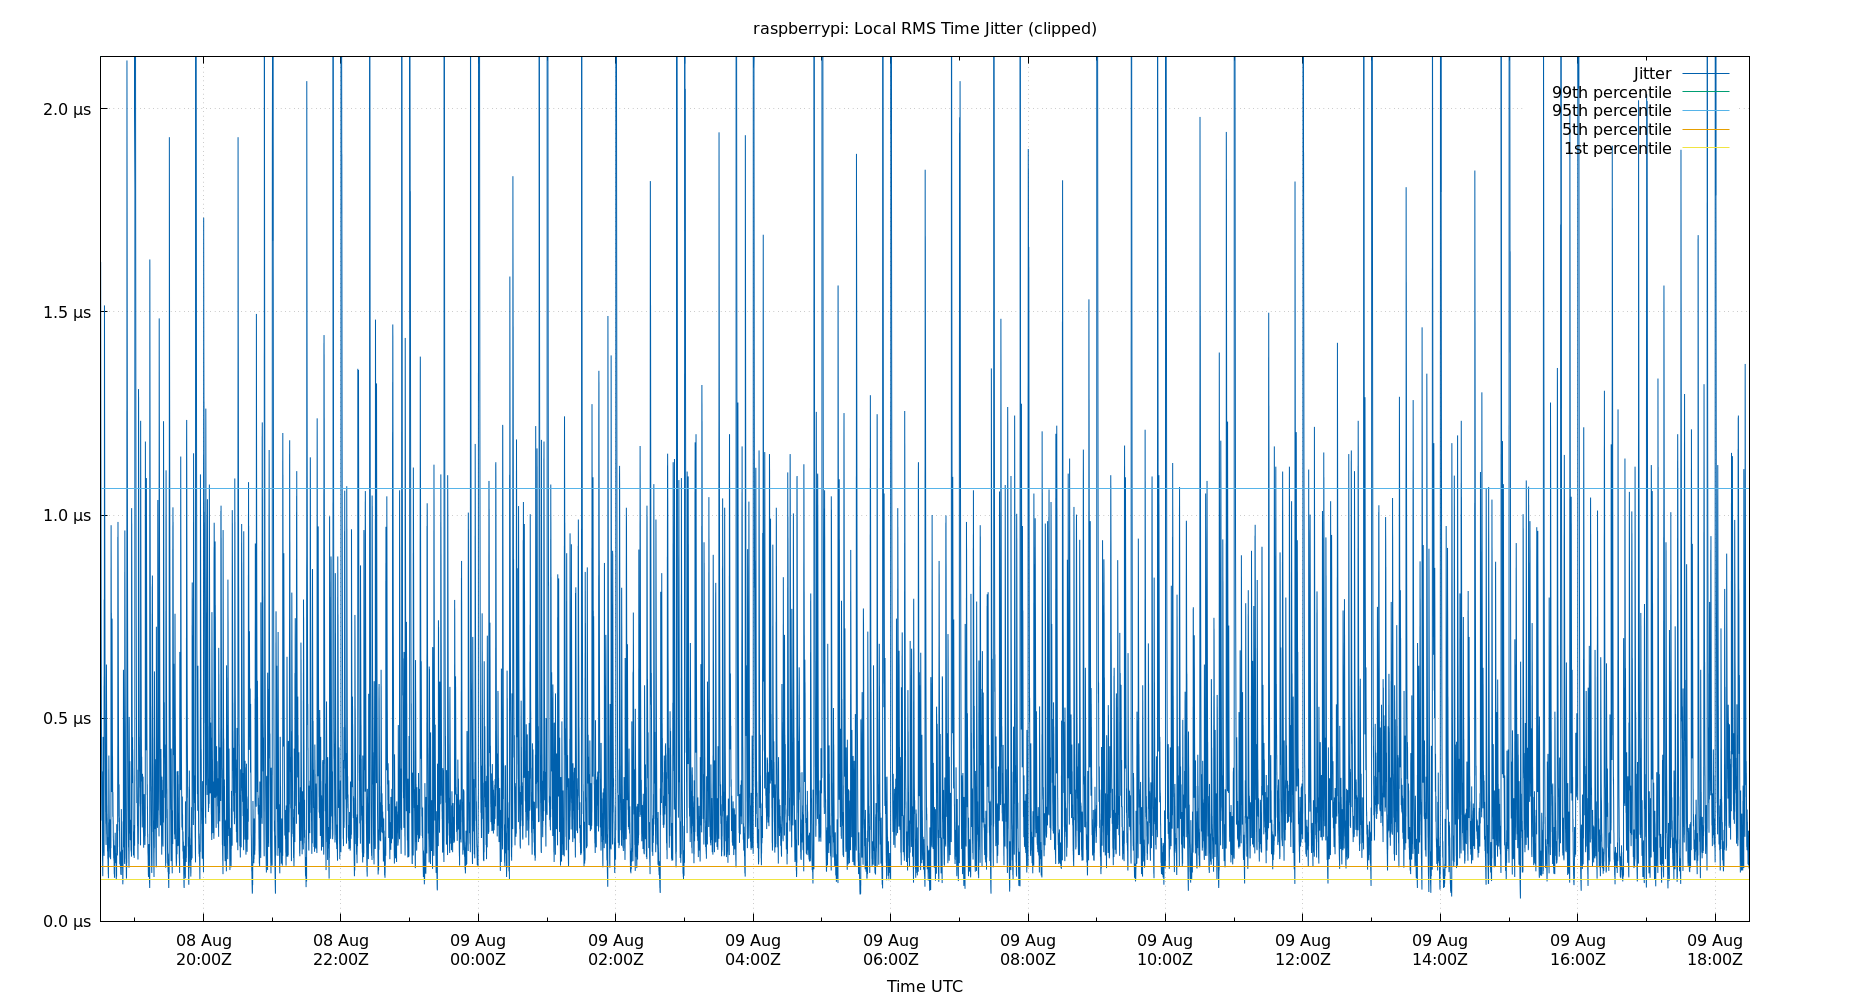 raspberrypi: Local RMS Time Jitter (clipped)
Jitter
99th percentile
95th percentile
5th percentile
1st percentile
2.0 µs
1.5 µs
1.0 µs
0.5 µs
0.0 µs
08 Aug 08 Aug 09 Aug 09 Aug 09 Aug 09 Aug 09 Aug 09 Aug 09 Aug 09 Aug 09 Aug 09 Aug
20:00Z 22:00Z 00:00Z 02:00Z 04:00Z 06:00Z 08:00Z 10:00Z 12:00Z 14:00Z 16:00Z 18:00Z
Time UTC